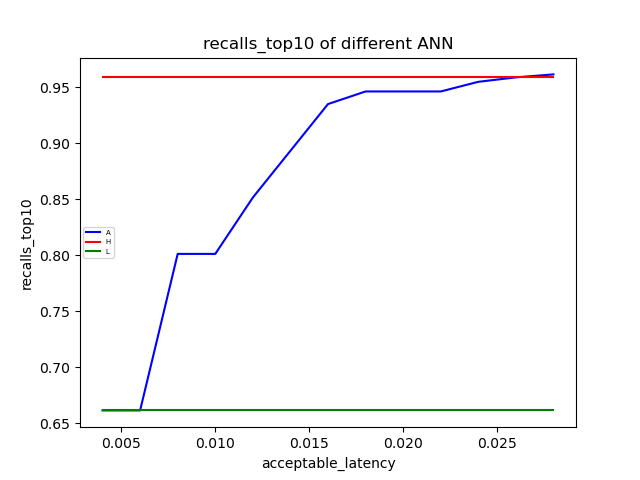 recalls_top10 of different ANN
recalls_top10
0.95
0.90
0.85
0.80
0.75
0.70
0.65
A
H
L
0.005 0.010 0.015 0.020 0.025
acceptable_latency